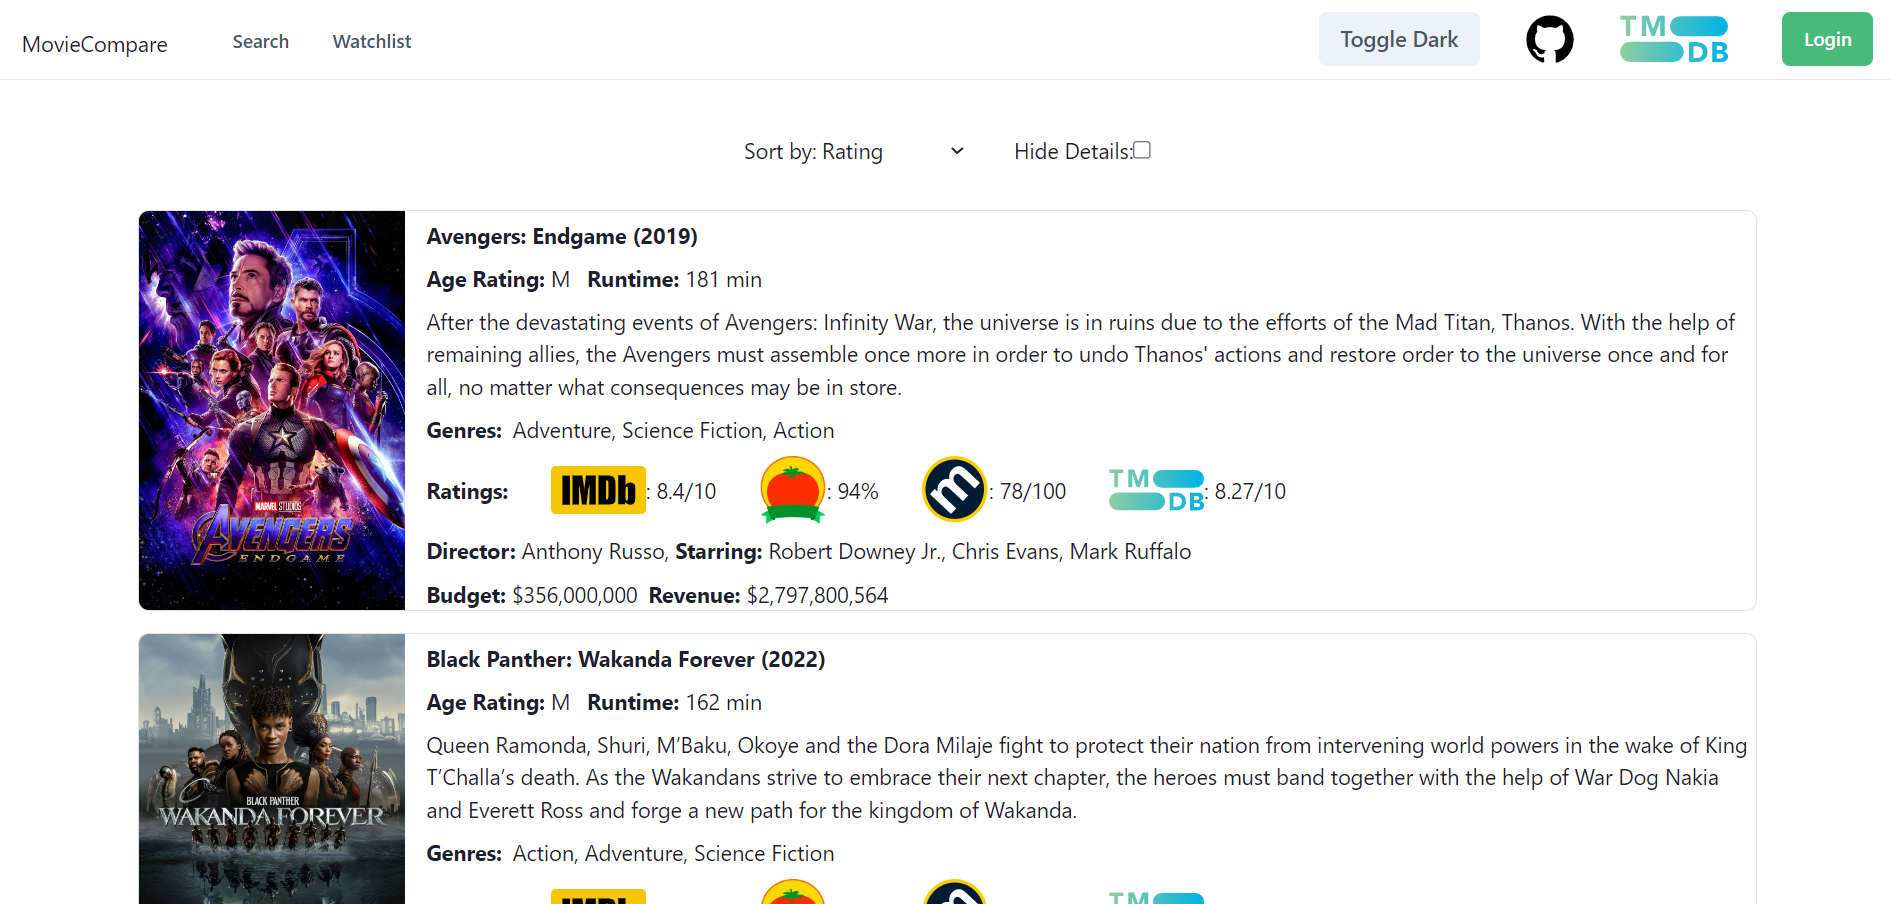 MovieCompare Search Watchlist Toggle Dark TMDB Login
Sort by: Rating Hide Details:
Avengers: Endgame (2019)
Age Rating: M Runtime: 181 min
After the devastating events of Avengers: Infinity War, the universe is in ruins due to the efforts of the Mad Titan, Thanos. With the help of
remaining allies, the Avengers must assemble once more in order to undo Thanos' actions and restore order to the universe once and for
all, no matter what consequences may be in store.
Genres: Adventure, Science Fiction, Action
Ratings: IMDb : 8.4/10 : 94% m : 78/100 TMDB : 8.27/10
Director: Anthony Russo, Starring: Robert Downey Jr., Chris Evans, Mark Ruffalo
Budget: $356,000,000 Revenue: $2,797,800,564
MARVEL STUDIOS
AVENGERS
ENDGAME
Black Panther: Wakanda Forever (2022)
Age Rating: M Runtime: 162 min
Queen Ramonda, Shuri, M’Baku, Okoye and the Dora Milaje fight to protect their nation from intervening world powers in the wake of King
T’Challa’s death. As the Wakandans strive to embrace their next chapter, the heroes must band together with the help of War Dog Nakia
and Everett Ross and forge a new path for the kingdom of Wakanda.
Genres: Action, Adventure, Science Fiction
IMDb m TM
BLACK PANTHER
WAKANDA FOREVER